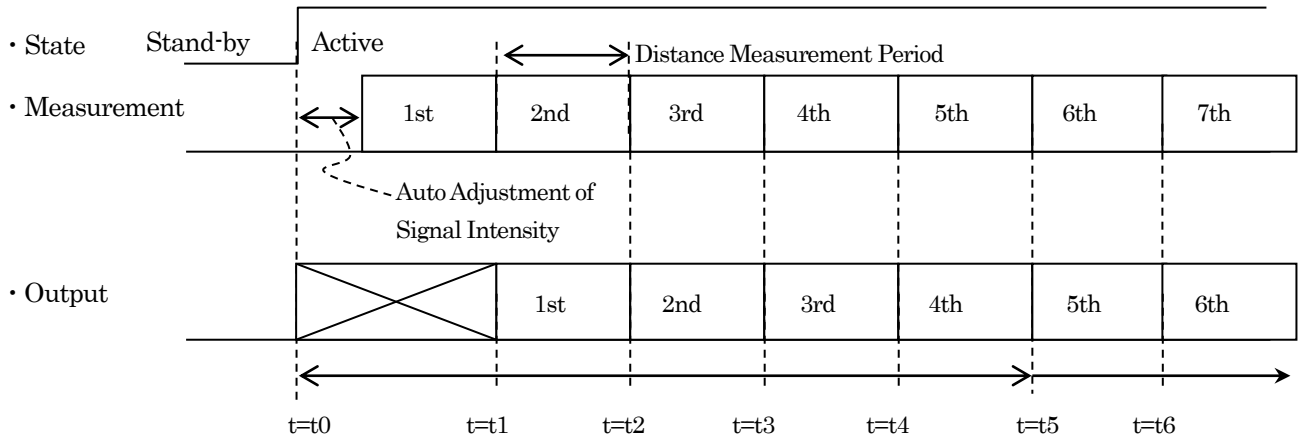 ・State Stand-by Active
Distance Measurement Period
・Measurement 1st 2nd 3rd 4th 5th 6th 7th
Auto Adjustment of
Signal Intensity
・Output 1st 2nd 3rd 4th 5th 6th
t=t0 t=t1 t=t2 t=t3 t=t4 t=t5 t=t6